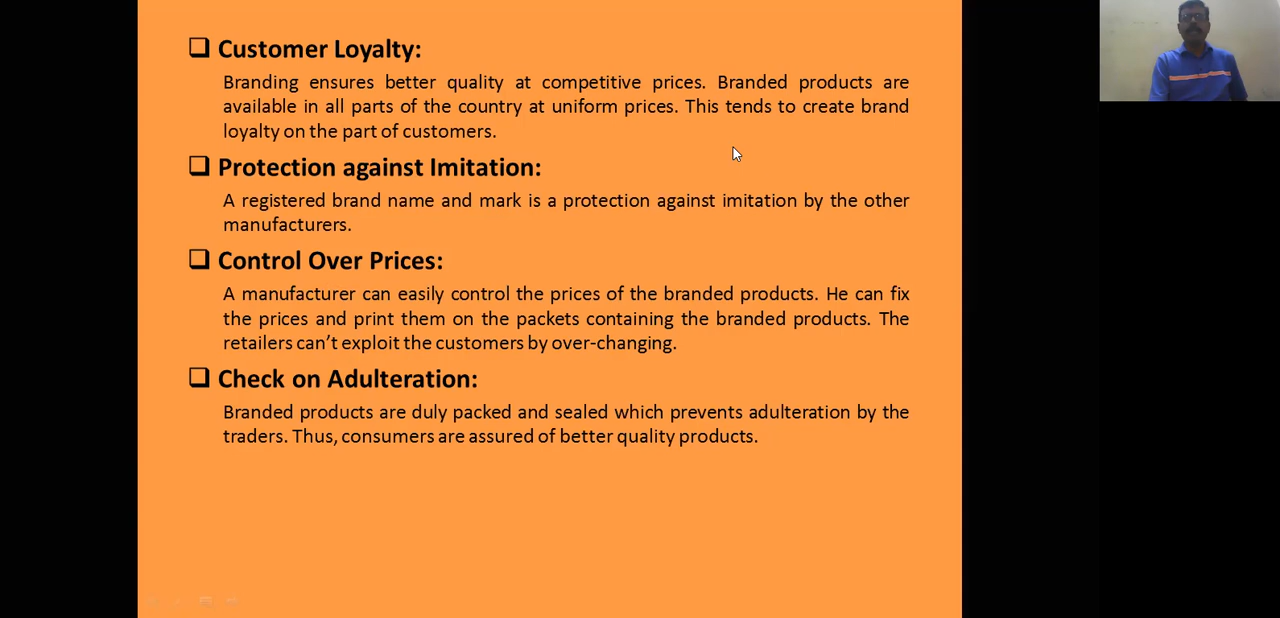 ❑ Customer Loyalty:
Branding ensures better quality at competitive prices. Branded products are
available in all parts of the country at uniform prices. This tends to create brand
loyalty on the part of customers.
❑ Protection against Imitation:
A registered brand name and mark is a protection against imitation by the other
manufacturers.
❑ Control Over Prices:
A manufacturer can easily control the prices of the branded products. He can fix
the prices and print them on the packets containing the branded products. The
retailers can’t exploit the customers by over-changing.
❑ Check on Adulteration:
Branded products are duly packed and sealed which prevents adulteration by the
traders. Thus, consumers are assured of better quality products.